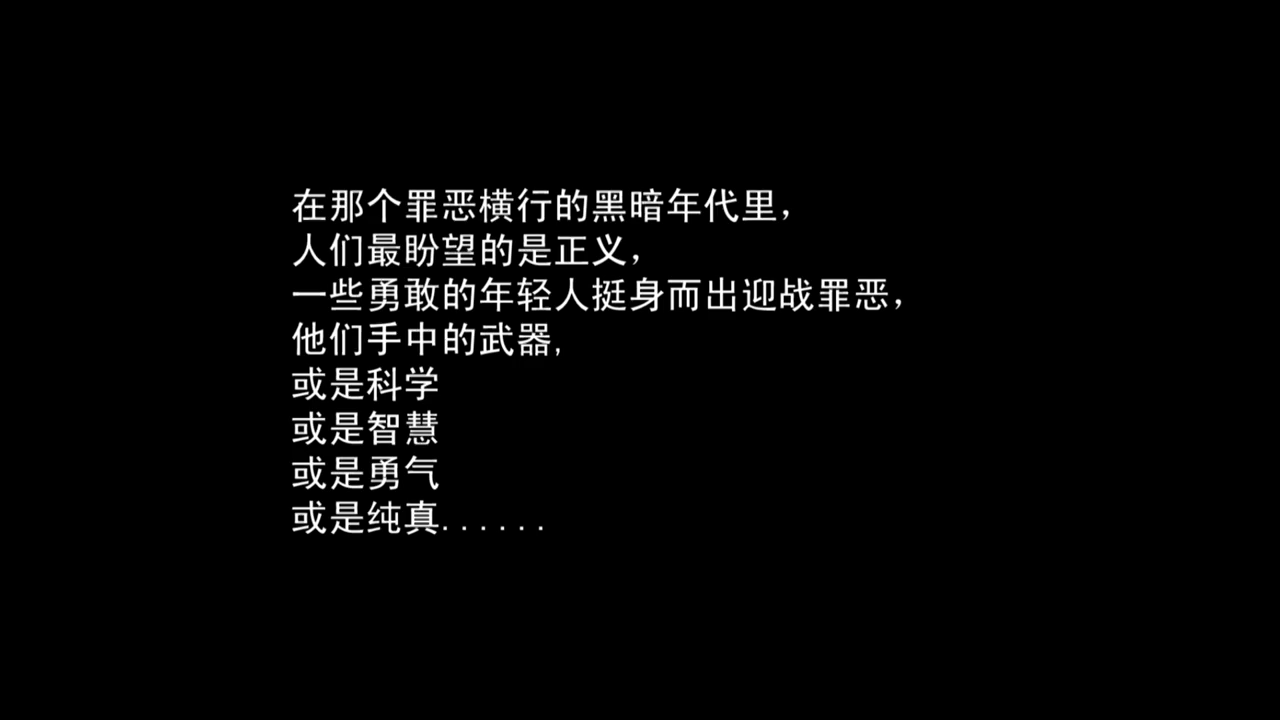 在那个罪恶横行的黑暗年代里，
人们最盼望的是正义，
一些勇敢的年轻人挺身而出迎战罪恶，
他们手中的武器,
或是科学
或是智慧
或是勇气
或是纯真......